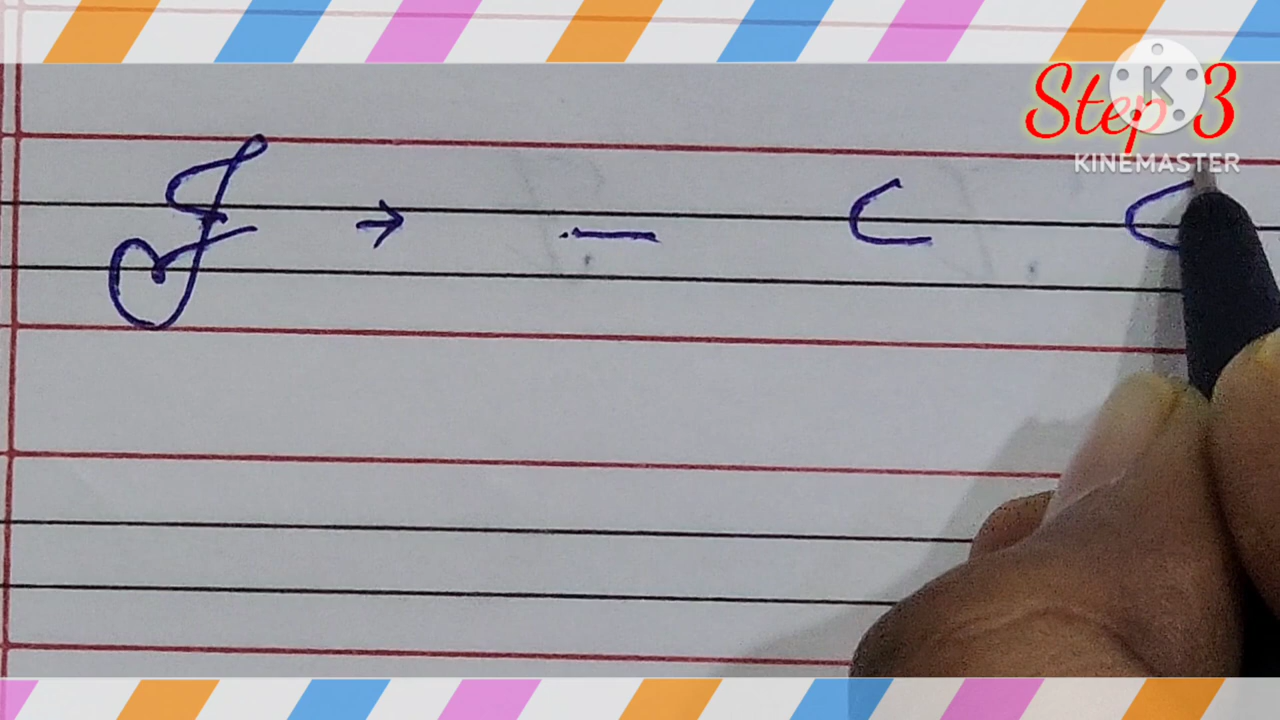 Step 3
KINEMASTER
J → – C C